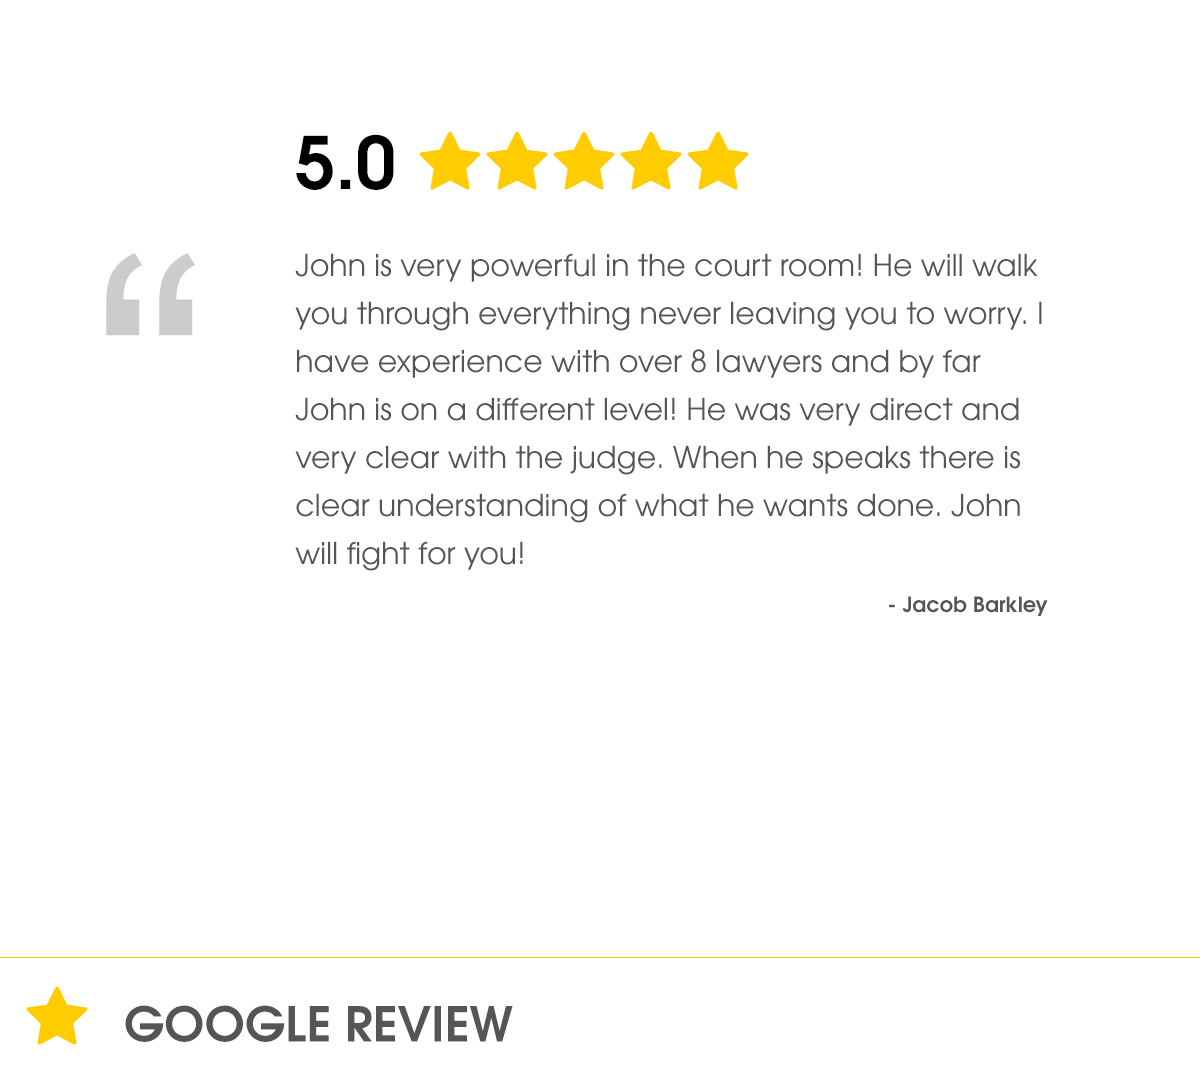 5.0
John is very powerful in the court room! He will walk
you through everything never leaving you to worry. I
have experience with over 8 lawyers and by far
John is on a different level! He was very direct and
very clear with the judge. When he speaks there is
clear understanding of what he wants done. John
will fight for you!
- Jacob Barkley
GOOGLE REVIEW